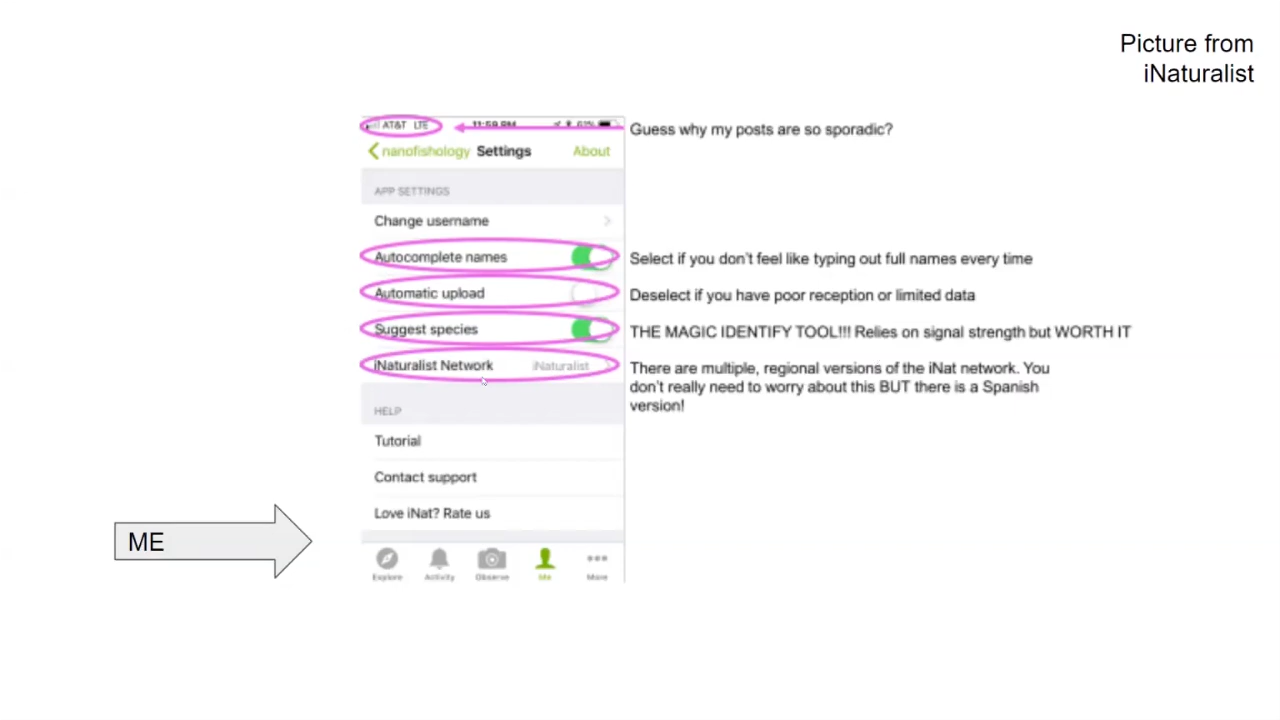 Picture from
iNaturalist
AT&T LTE 11:59 PM 62%
Guess why my posts are so sporadic?
nanofishology Settings About
APP SETTINGS
Change username
Autocomplete names
Select if you don't feel like typing out full names every time
Automatic upload
Deselect if you have poor reception or limited data
Suggest species
THE MAGIC IDENTIFY TOOL!!! Relies on signal strength but WORTH IT
iNaturalist Network iNaturalist
There are multiple, regional versions of the iNat network. You
don't really need to worry about this BUT there is a Spanish
version!
HELP
Tutorial
Contact support
Love iNat? Rate us
ME
Explore Activity Observe Me More